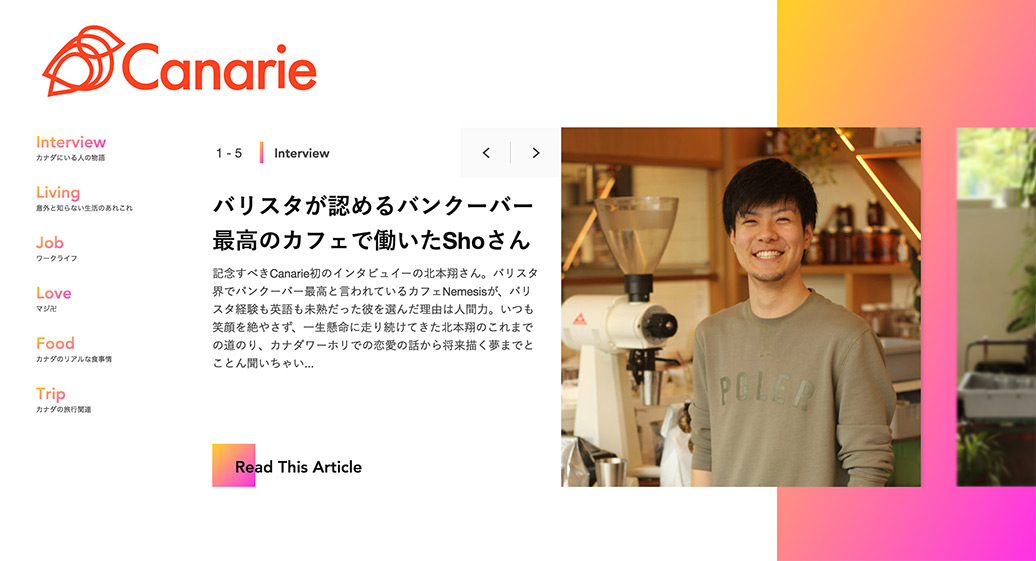 Canarie
Interview
カナダにいる人の物語
Living
意外と知らない生活のあれこれ
Job
ワークライフ
Love
マジ卍
Food
カナダのリアルな食事情
Trip
カナダの旅行関連
1 - 5 Interview
バリスタが認めるバンクーバー
最高のカフェで働いたShoさん
記念すべきCanarie初のインタビュイーの北本翔さん。バリスタ
界でバンクーバー最高と言われているカフェNemesisが、バリ
スタ経験も英語も未熟だった彼を選んだ理由は人間力。いつも
笑顔を絶やさず、一生懸命に走り続けてきた北本翔のこれまで
の道のり、カナダワーホリでの恋愛の話から将来描く夢までと
ことん聞いちゃい...
Read This Article
POLER